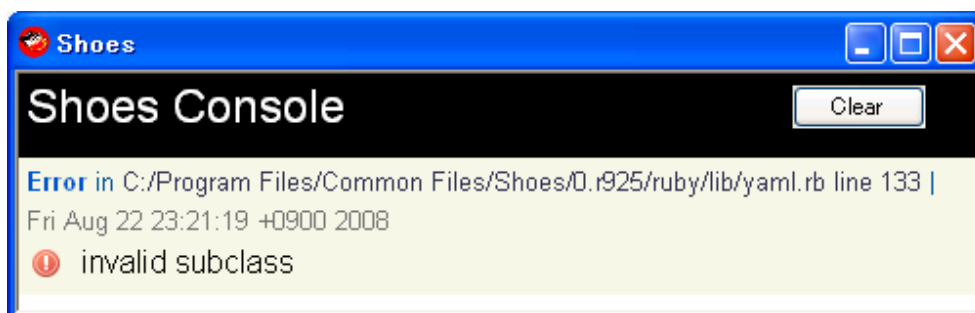 Shoes
Shoes Console
Clear
Error in C:/Program Files/Common Files/Shoes/0.r925/ruby/lib/yaml.rb line 133 |
Fri Aug 22 23:21:19 +0900 2008
invalid subclass